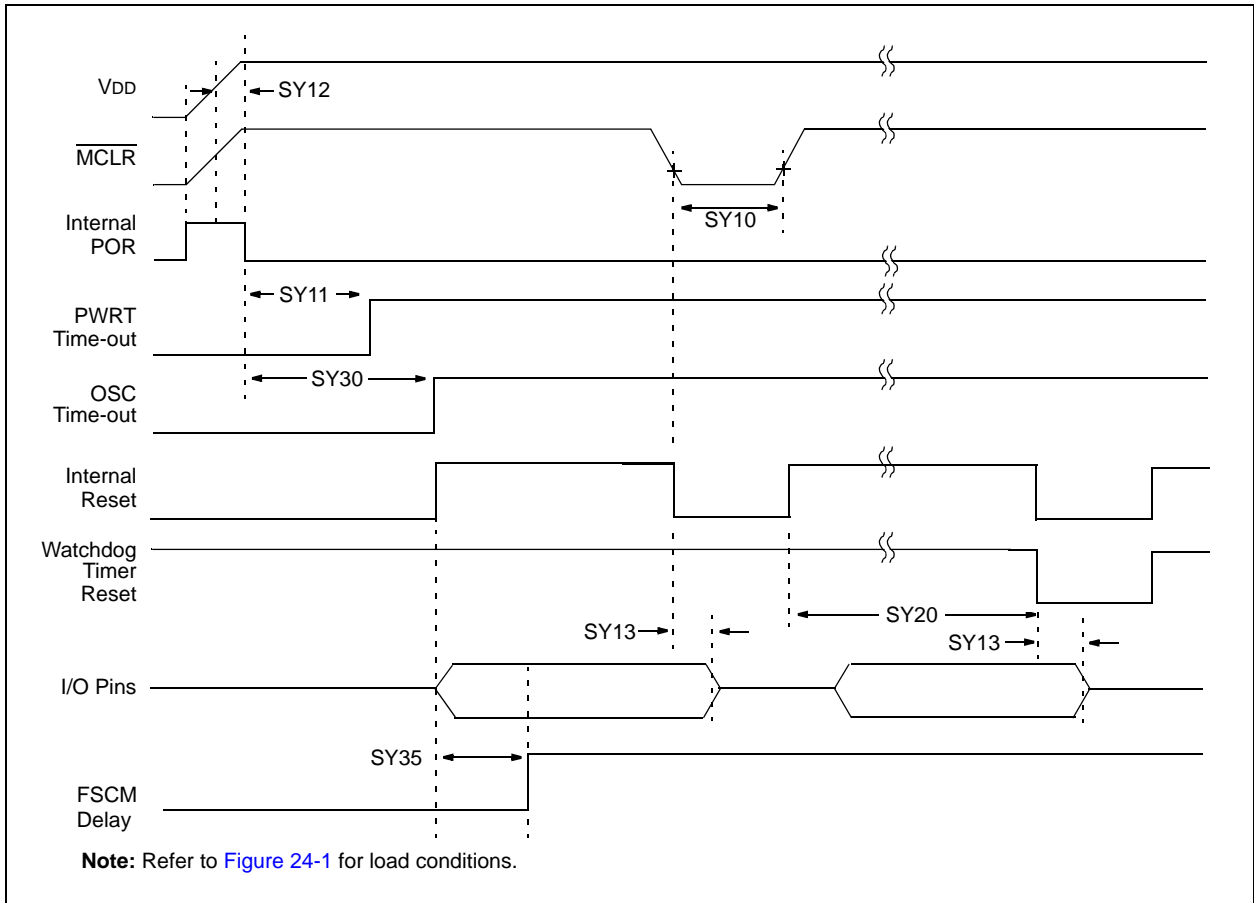 VDD
SY12
MCLR
SY10
Internal
POR
SY11
PWRT
Time-out
SY30
OSC
Time-out
Internal
Reset
Watchdog
Timer
Reset
SY20
SY13
SY13
I/O Pins
SY35
FSCM
Delay
Note: Refer to Figure 24-1 for load conditions.